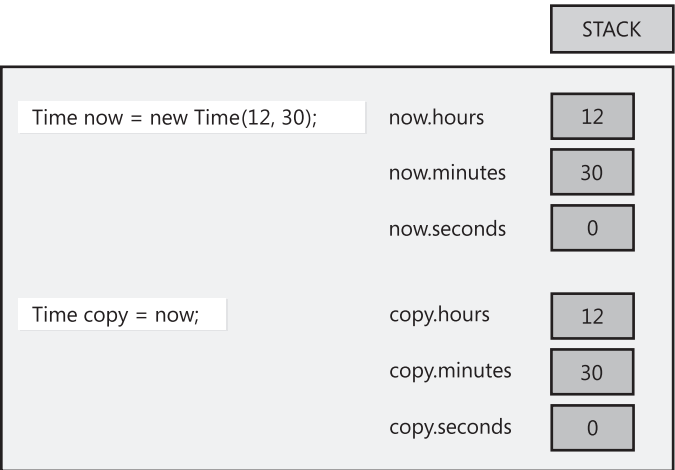 STACK
Time now = new Time(12, 30);
now.hours
12
now.minutes
30
now.seconds
0
Time copy = now;
copy.hours
12
copy.minutes
30
copy.seconds
0